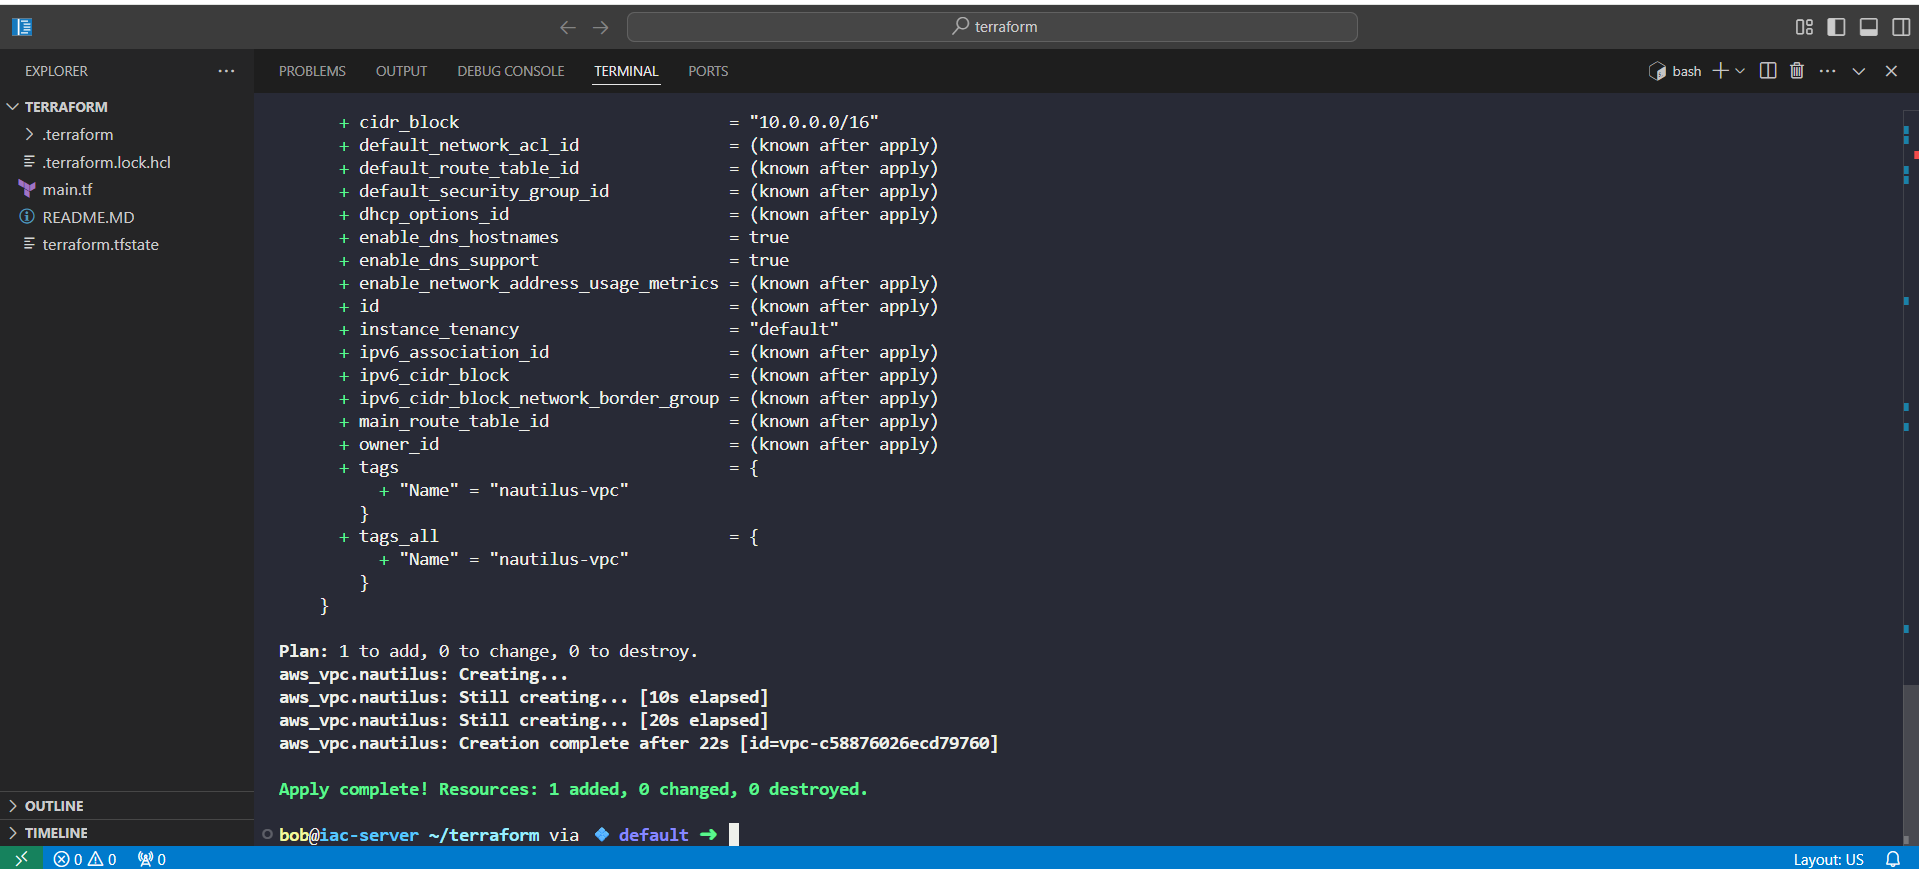 terraform
EXPLORER
TERRAFORM
.terraform
.terraform.lock.hcl
main.tf
README.MD
terraform.tfstate
OUTLINE
TIMELINE
PROBLEMS OUTPUT DEBUG CONSOLE TERMINAL PORTS
bash
+ cidr_block = "10.0.0.0/16"
+ default_network_acl_id = (known after apply)
+ default_route_table_id = (known after apply)
+ default_security_group_id = (known after apply)
+ dhcp_options_id = (known after apply)
+ enable_dns_hostnames = true
+ enable_dns_support = true
+ enable_network_address_usage_metrics = (known after apply)
+ id = (known after apply)
+ instance_tenancy = "default"
+ ipv6_association_id = (known after apply)
+ ipv6_cidr_block = (known after apply)
+ ipv6_cidr_block_network_border_group = (known after apply)
+ main_route_table_id = (known after apply)
+ owner_id = (known after apply)
+ tags = {
+ "Name" = "nautilus-vpc"
}
+ tags_all = {
+ "Name" = "nautilus-vpc"
}
}
Plan: 1 to add, 0 to change, 0 to destroy.
aws_vpc.nautilus: Creating...
aws_vpc.nautilus: Still creating... [10s elapsed]
aws_vpc.nautilus: Still creating... [20s elapsed]
aws_vpc.nautilus: Creation complete after 22s [id=vpc-c58876026ecd79760]
Apply complete! Resources: 1 added, 0 changed, 0 destroyed.
bob@iac-server ~/terraform via default ➜
0 0 0
Layout: US